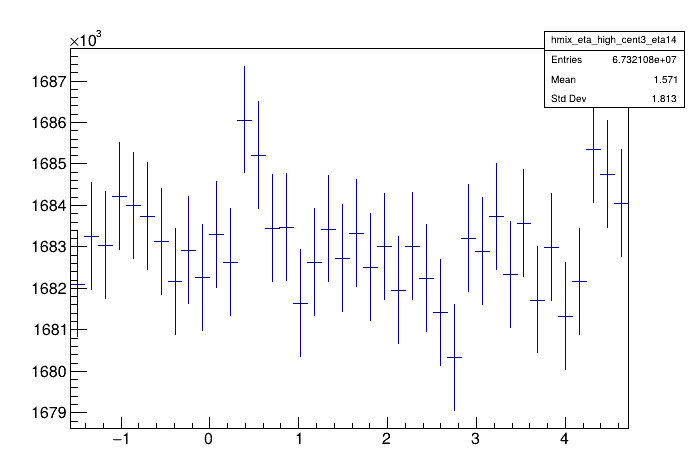 ×10³
hmix_eta_high_cent3_eta14
Entries 6.732108e+07
Mean 1.571
Std Dev 1.813
1687
1686
1685
1684
1683
1682
1681
1680
1679
−1 0 1 2 3 4